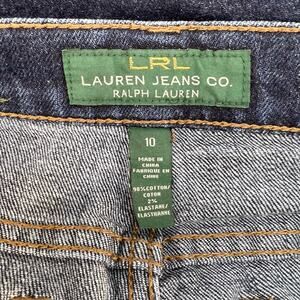 LRL
LAUREN JEANS CO.
RALPH LAUREN
10
MADE IN
CHINA
FABRIQUE EN
CHINE
98% COTTON/
COTON
2%
ELASTANE/
ELASTHANNE